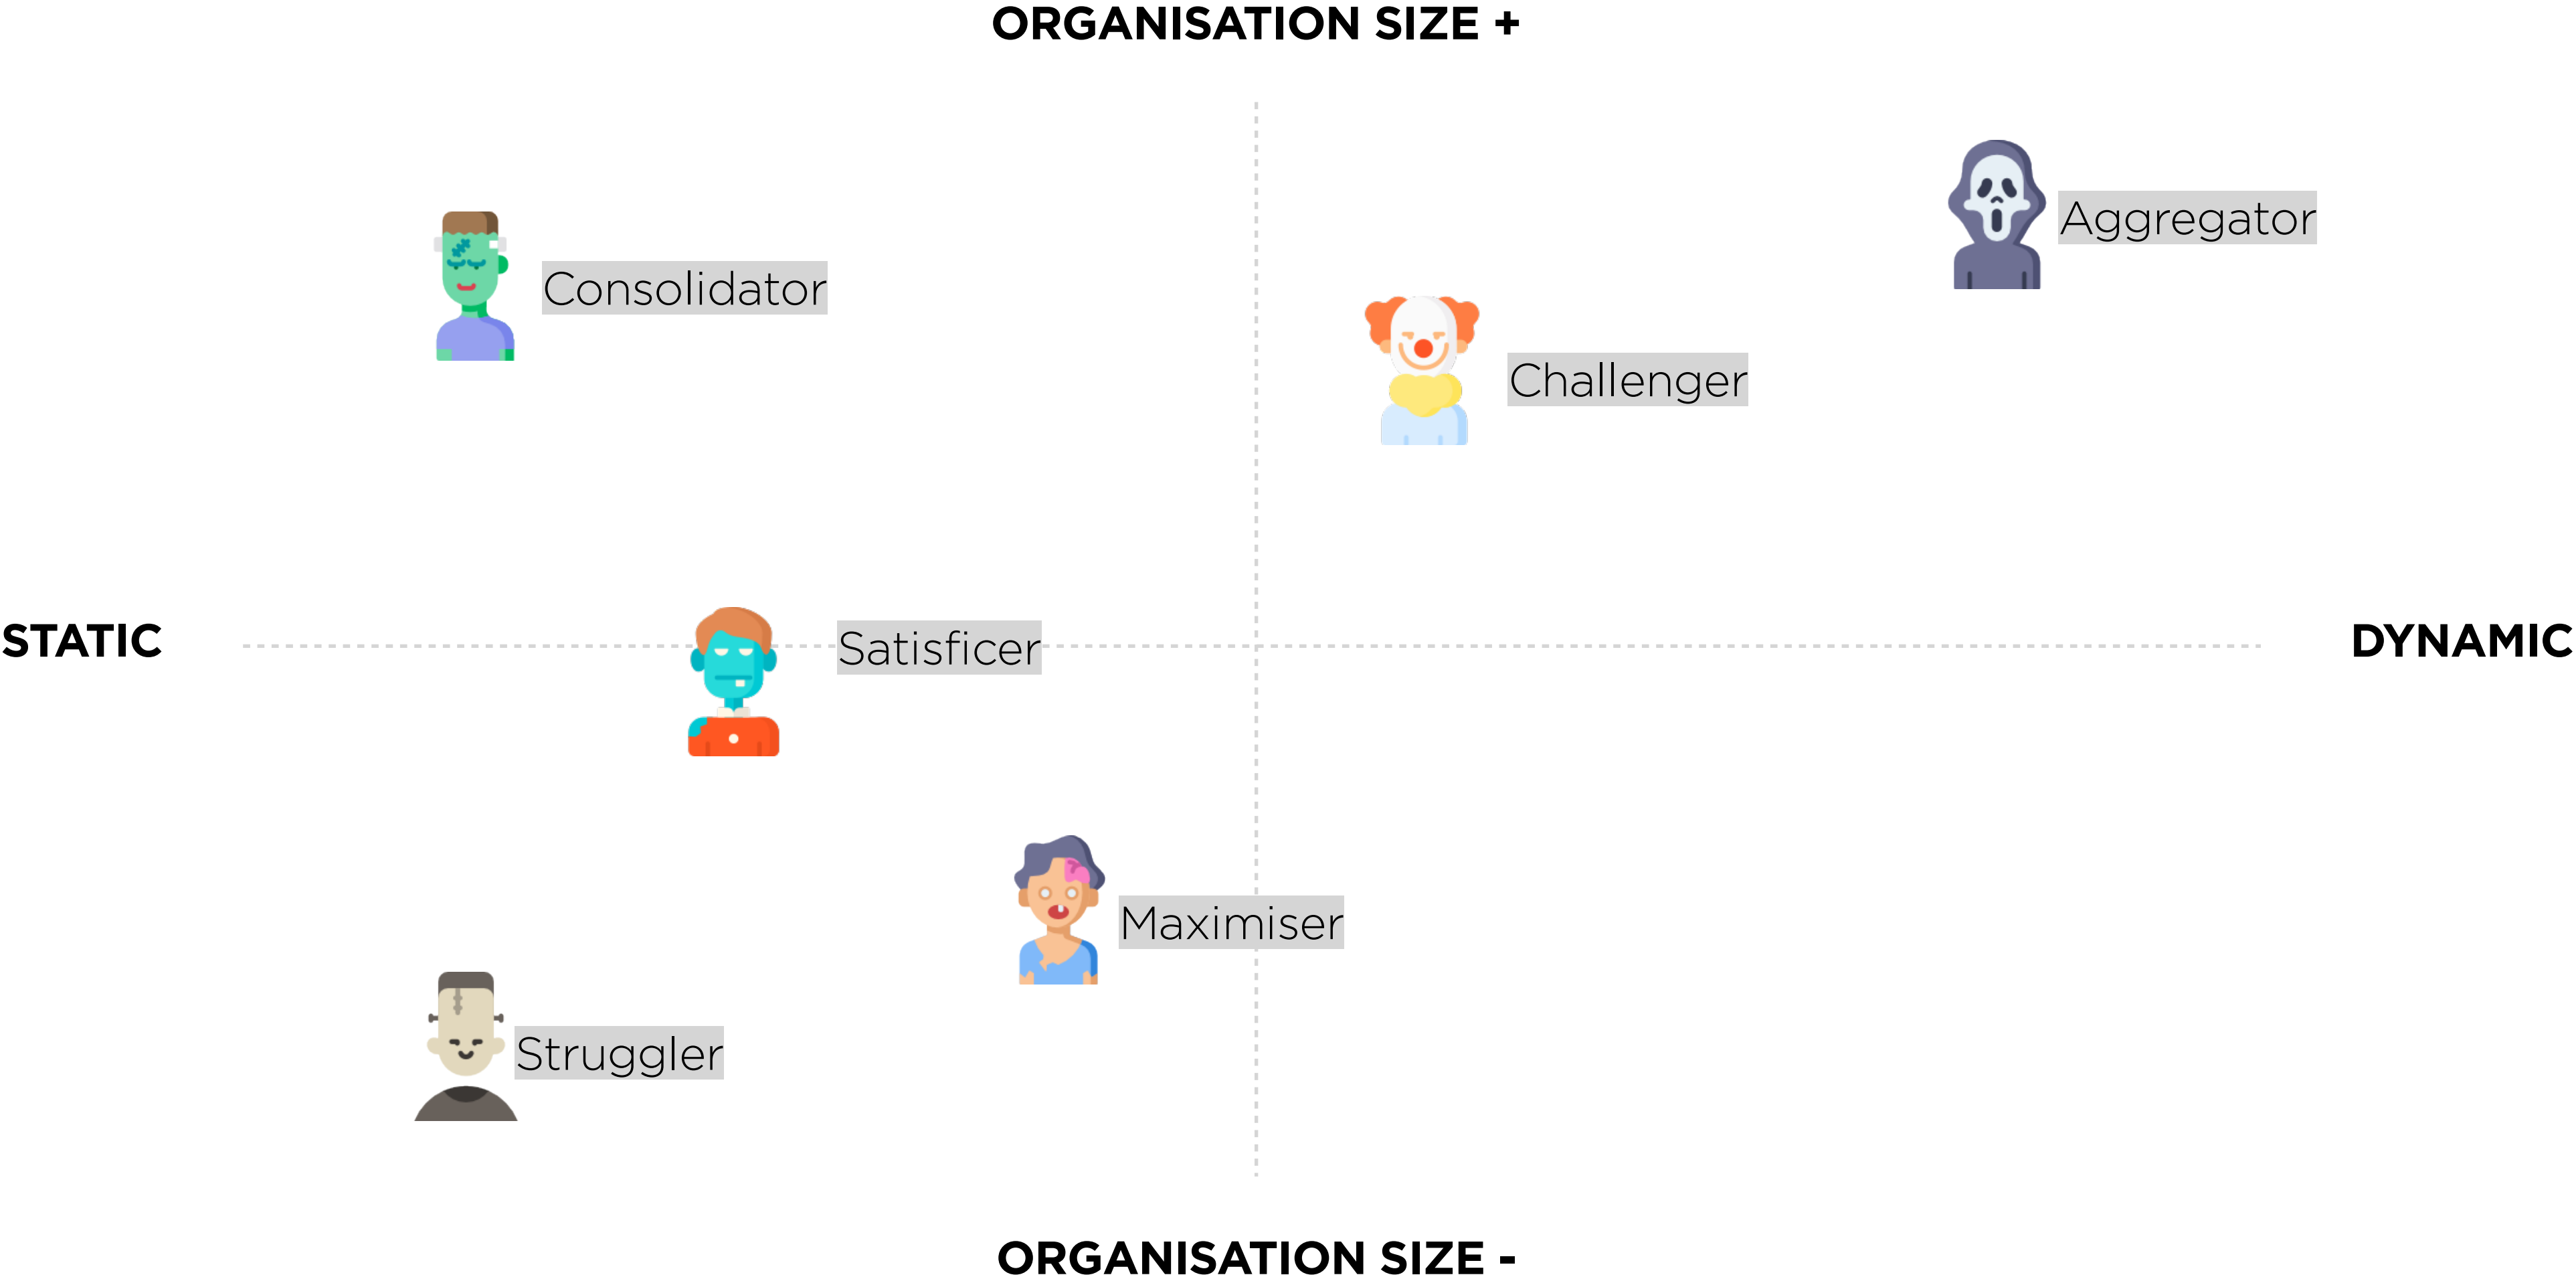 ORGANISATION SIZE +
Aggregator
Consolidator
Challenger
STATIC
Satisficer
DYNAMIC
Maximiser
Struggler
ORGANISATION SIZE -